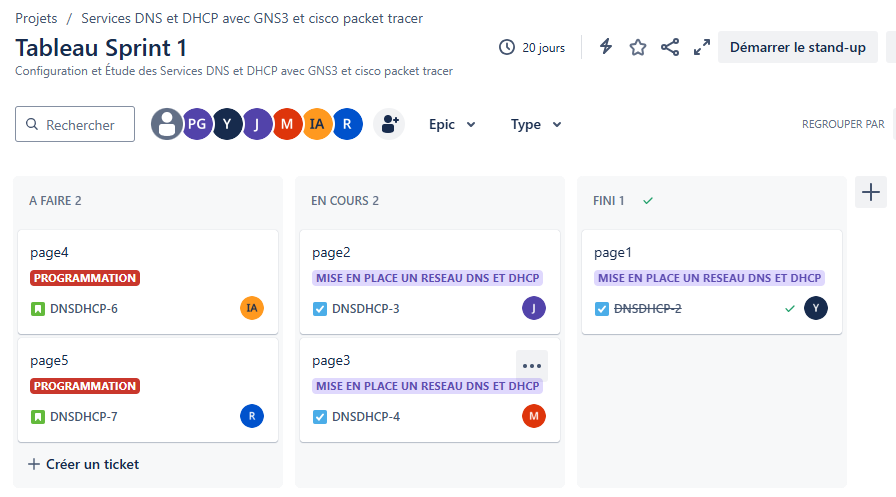 Projets / Services DNS et DHCP avec GNS3 et cisco packet tracer
Tableau Sprint 1
20 jours
Démarrer le stand-up
Configuration et Étude des Services DNS et DHCP avec GNS3 et cisco packet tracer
Rechercher
PG Y J M IA R
Epic
Type
REGROUPER PAR
A FAIRE 2
page4
PROGRAMMATION
DNSDHCP-6
IA
page5
PROGRAMMATION
DNSDHCP-7
R
Créer un ticket
EN COURS 2
page2
MISE EN PLACE UN RESEAU DNS ET DHCP
DNSDHCP-3
J
page3
MISE EN PLACE UN RESEAU DNS ET DHCP
DNSDHCP-4
M
FINI 1
page1
MISE EN PLACE UN RESEAU DNS ET DHCP
DNSDHCP-2
Y